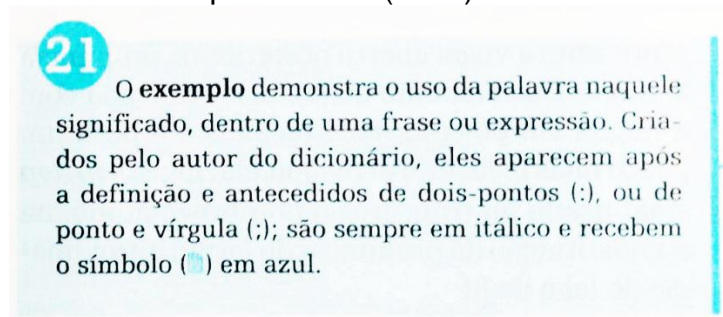 21
O exemplo demonstra o uso da palavra naquele
significado, dentro de uma frase ou expressão. Cria-
dos pelo autor do dicionário, eles aparecem após
a definição e antecedidos de dois-pontos (:), ou de
ponto e vírgula (;); são sempre em itálico e recebem
o símbolo ( ) em azul.